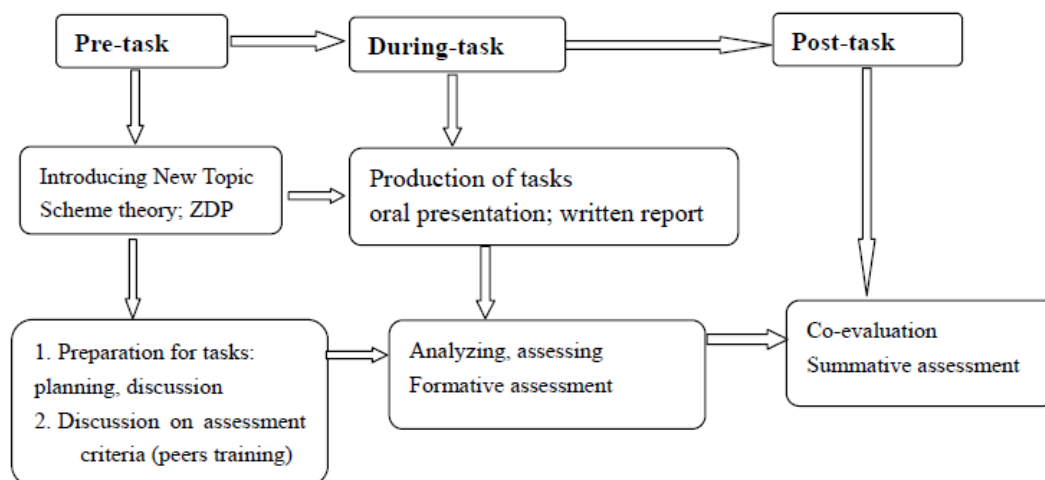 Pre-task
During-task
Post-task
Introducing New Topic
Scheme theory; ZDP
Production of tasks
oral presentation; written report
1. Preparation for tasks:
planning, discussion
2. Discussion on assessment
criteria (peers training)
Analyzing, assessing
Formative assessment
Co-evaluation
Summative assessment